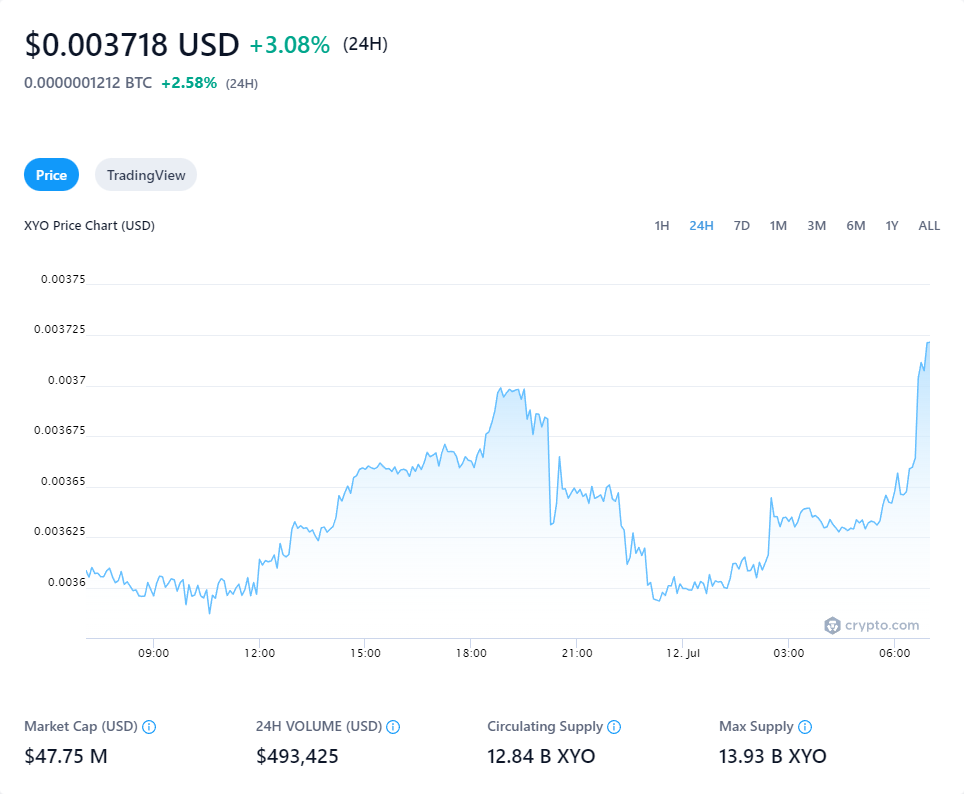 $0.003718 USD +3.08% (24H)
0.0000001212 BTC +2.58% (24H)
Price TradingView
XYO Price Chart (USD) 1H 24H 7D 1M 3M 6M 1Y ALL
0.00375
0.003725
0.0037
0.003675
0.00365
0.003625
0.0036
crypto.com
09:00 12:00 15:00 18:00 21:00 12. Jul 03:00 06:00
Market Cap (USD) 24H VOLUME (USD) Circulating Supply Max Supply
$47.75 M $493,425 12.84 B XYO 13.93 B XYO